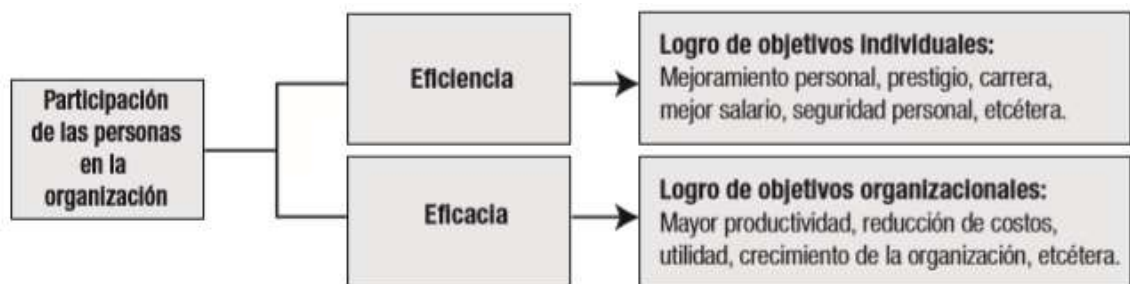 Participación
de las personas
en la
organización
Eficiencia
Logro de objetivos individuales:
Mejoramiento personal, prestigio, carrera,
mejor salario, seguridad personal, etcétera.
Eficacia
Logro de objetivos organizacionales:
Mayor productividad, reducción de costos,
utilidad, crecimiento de la organización, etcétera.